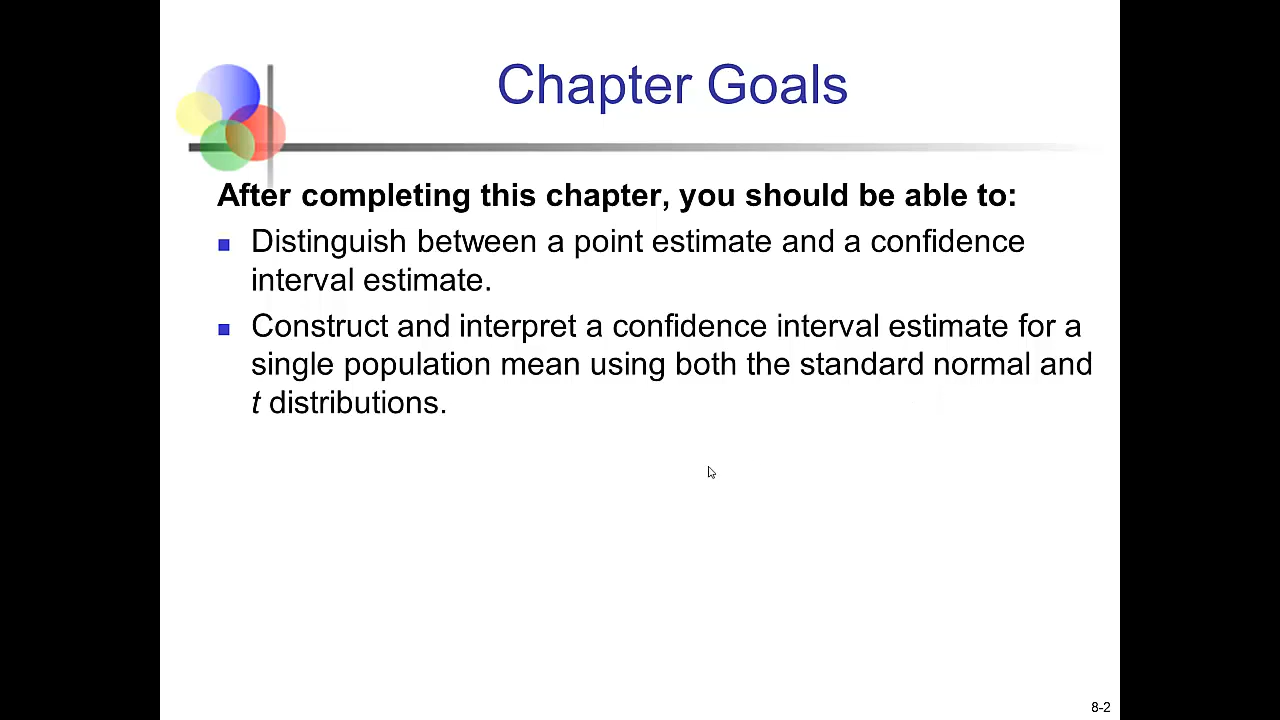 Chapter Goals
After completing this chapter, you should be able to:
Distinguish between a point estimate and a confidence
interval estimate.
Construct and interpret a confidence interval estimate for a
single population mean using both the standard normal and
t distributions.
8-2